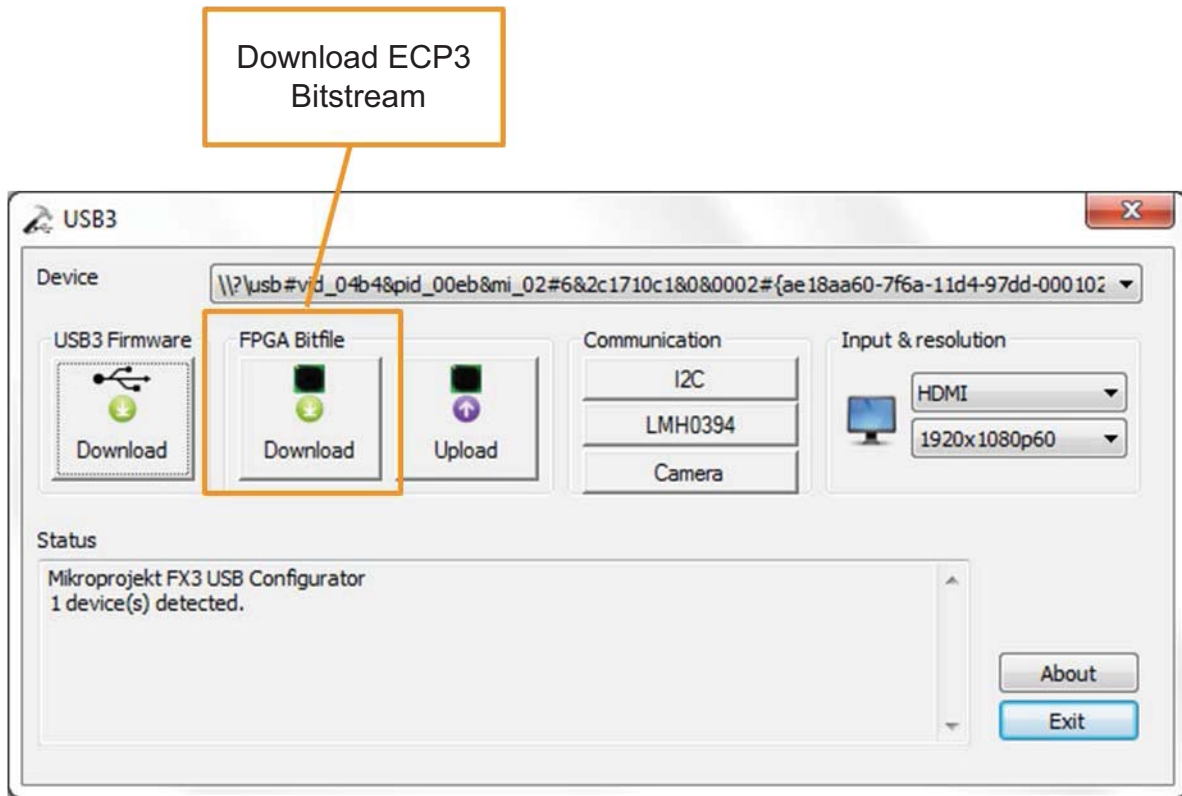 Download ECP3
Bitstream
USB3
Device
\\?\usb#vid_04b4&pid_00eb&mi_02#6&2c1710c1&0&0002#{ae18aa60-7f6a-11d4-97dd-000102
USB3 Firmware
FPGA Bitfile
Communication
Input & resolution
Download
Download
Upload
I2C
LMH0394
Camera
HDMI
1920x1080p60
Status
Mikroprojekt FX3 USB Configurator
1 device(s) detected.
About
Exit